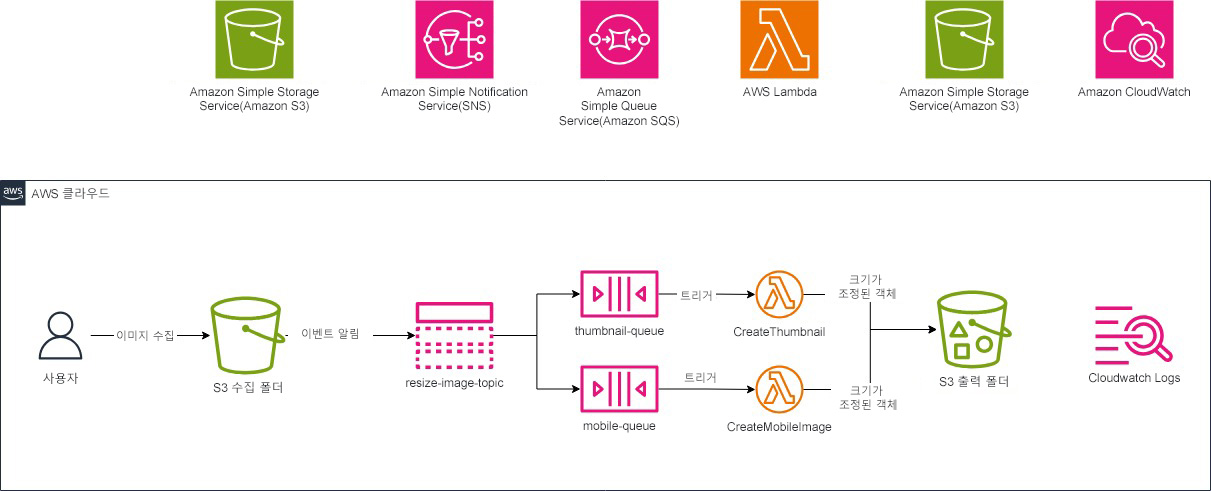 Amazon Simple Storage
Service(Amazon S3)
Amazon Simple Notification
Service(SNS)
Amazon
Simple Queue
Service(Amazon SQS)
AWS Lambda
Amazon Simple Storage
Service(Amazon S3)
Amazon CloudWatch
aws
AWS 클라우드
사용자
이미지 수집
S3 수집 폴더
이벤트 알림
resize-image-topic
thumbnail-queue
트리거
CreateThumbnail
크기가
조정된 객체
mobile-queue
트리거
CreateMobileImage
크기가
조정된 객체
S3 출력 폴더
Cloudwatch Logs